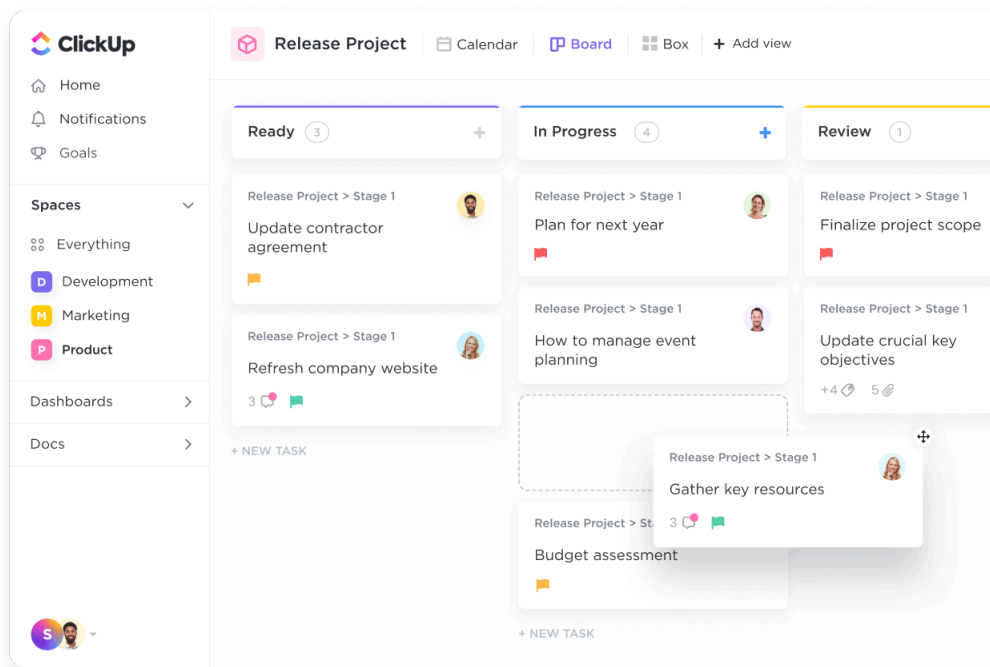 ClickUp
Home
Notifications
Goals
Spaces
Everything
D Development
M Marketing
P Product
Dashboards
Docs
S
Release Project
Calendar
Board
Box
+ Add view
Ready 3 +
Release Project > Stage 1
Update contractor
agreement
Release Project > Stage 1
Refresh company website
3
+ NEW TASK
In Progress 4 +
Release Project > Stage 1
Plan for next year
Release Project > Stage 1
How to manage event
planning
Release Project > St
Budget assessment
+ NEW TASK
Release Project > Stage 1
Gather key resources
3
Review 1
Release Project > Stage 1
Finalize project scope
Release Project > Stage 1
Update crucial key
objectives
+4 5